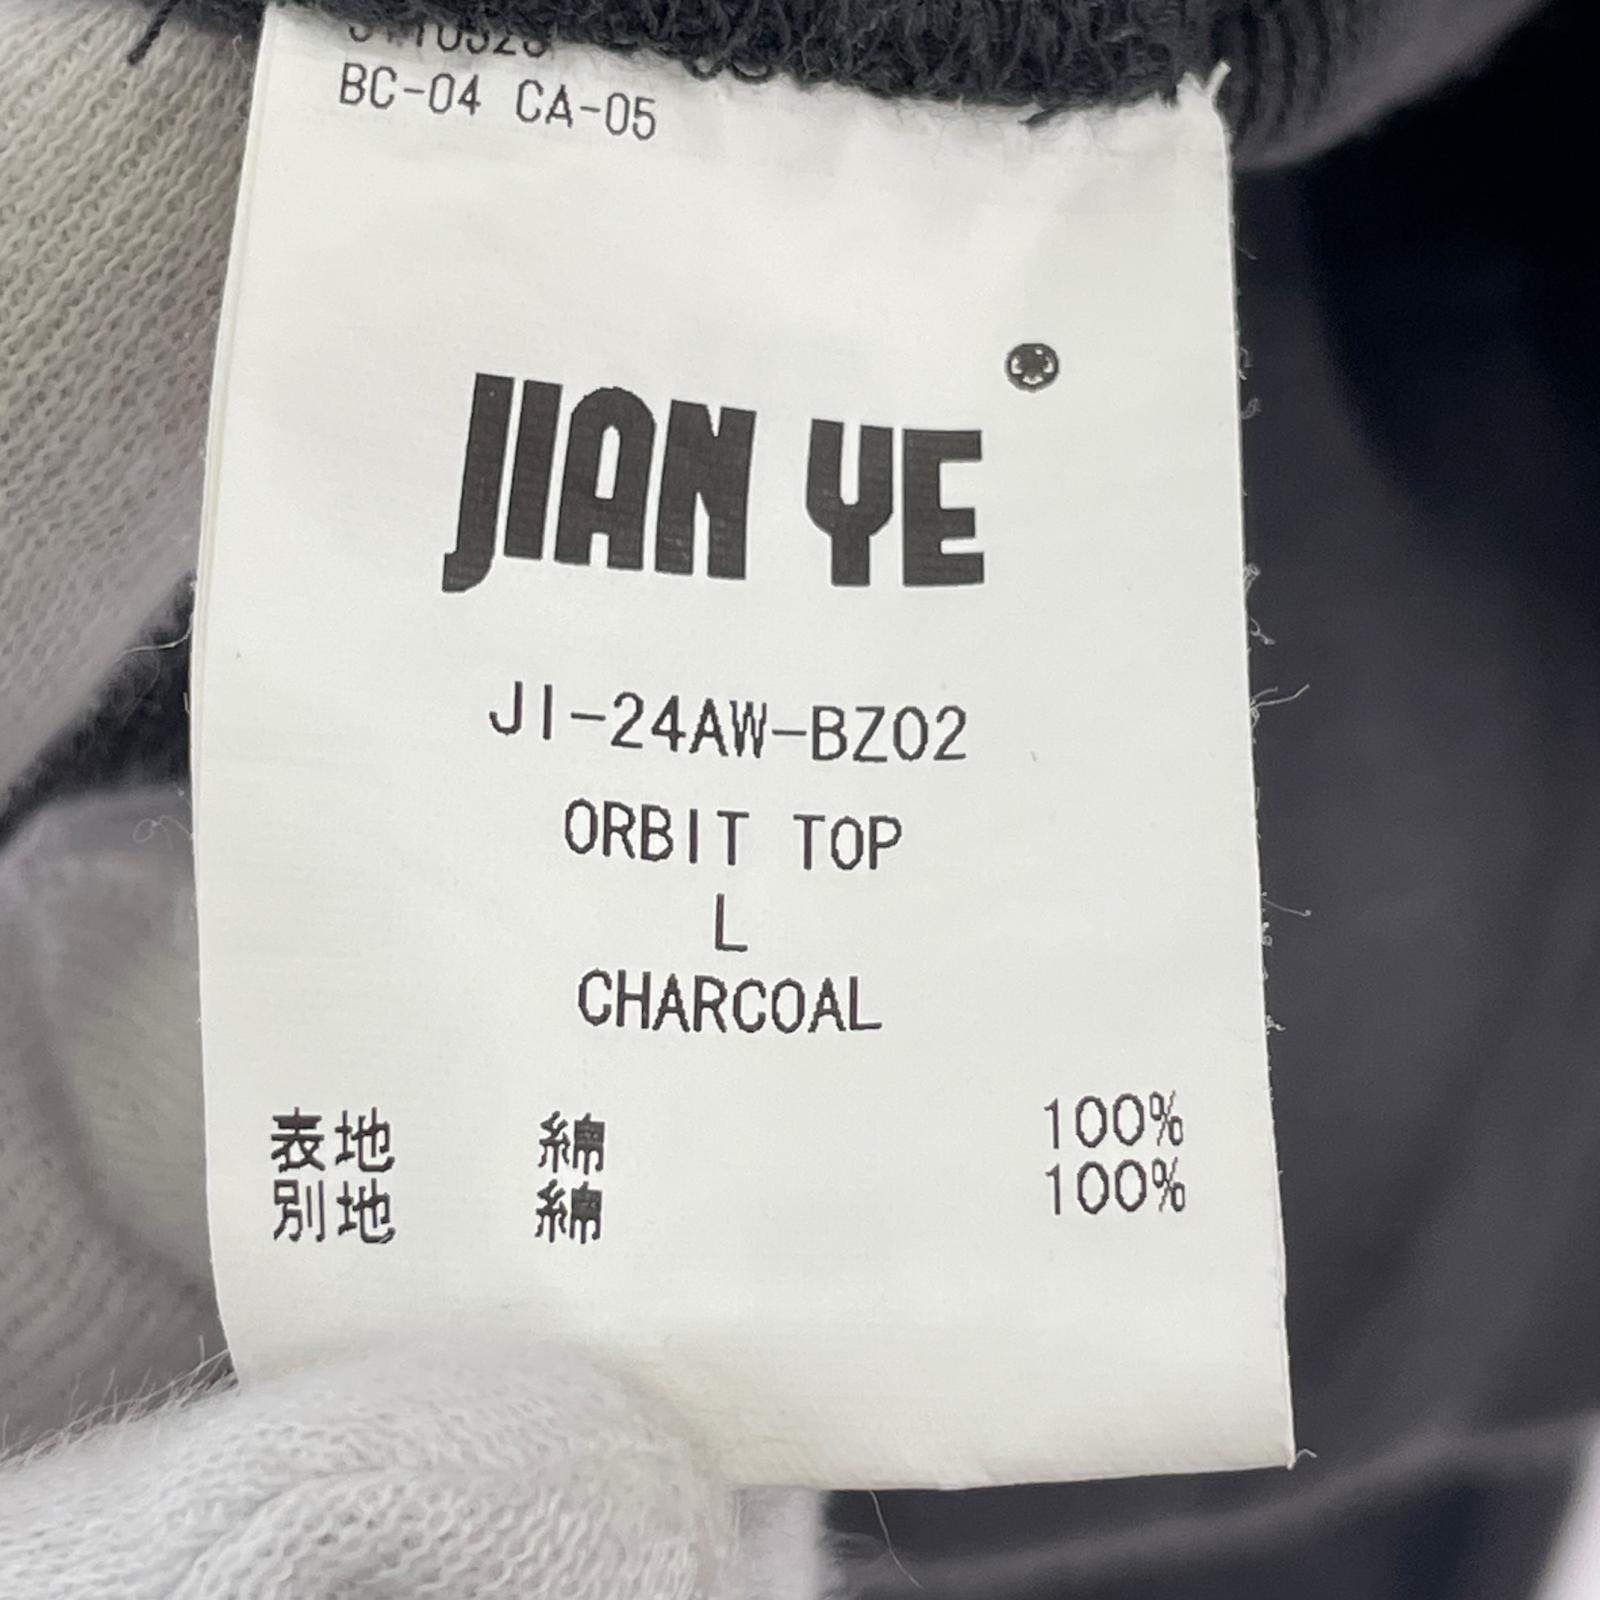 BC-04 CA-05
JIAN YE
JI-24AW-BZ02
ORBIT TOP
L
CHARCOAL
表地 綿 100%
別地 綿 100%